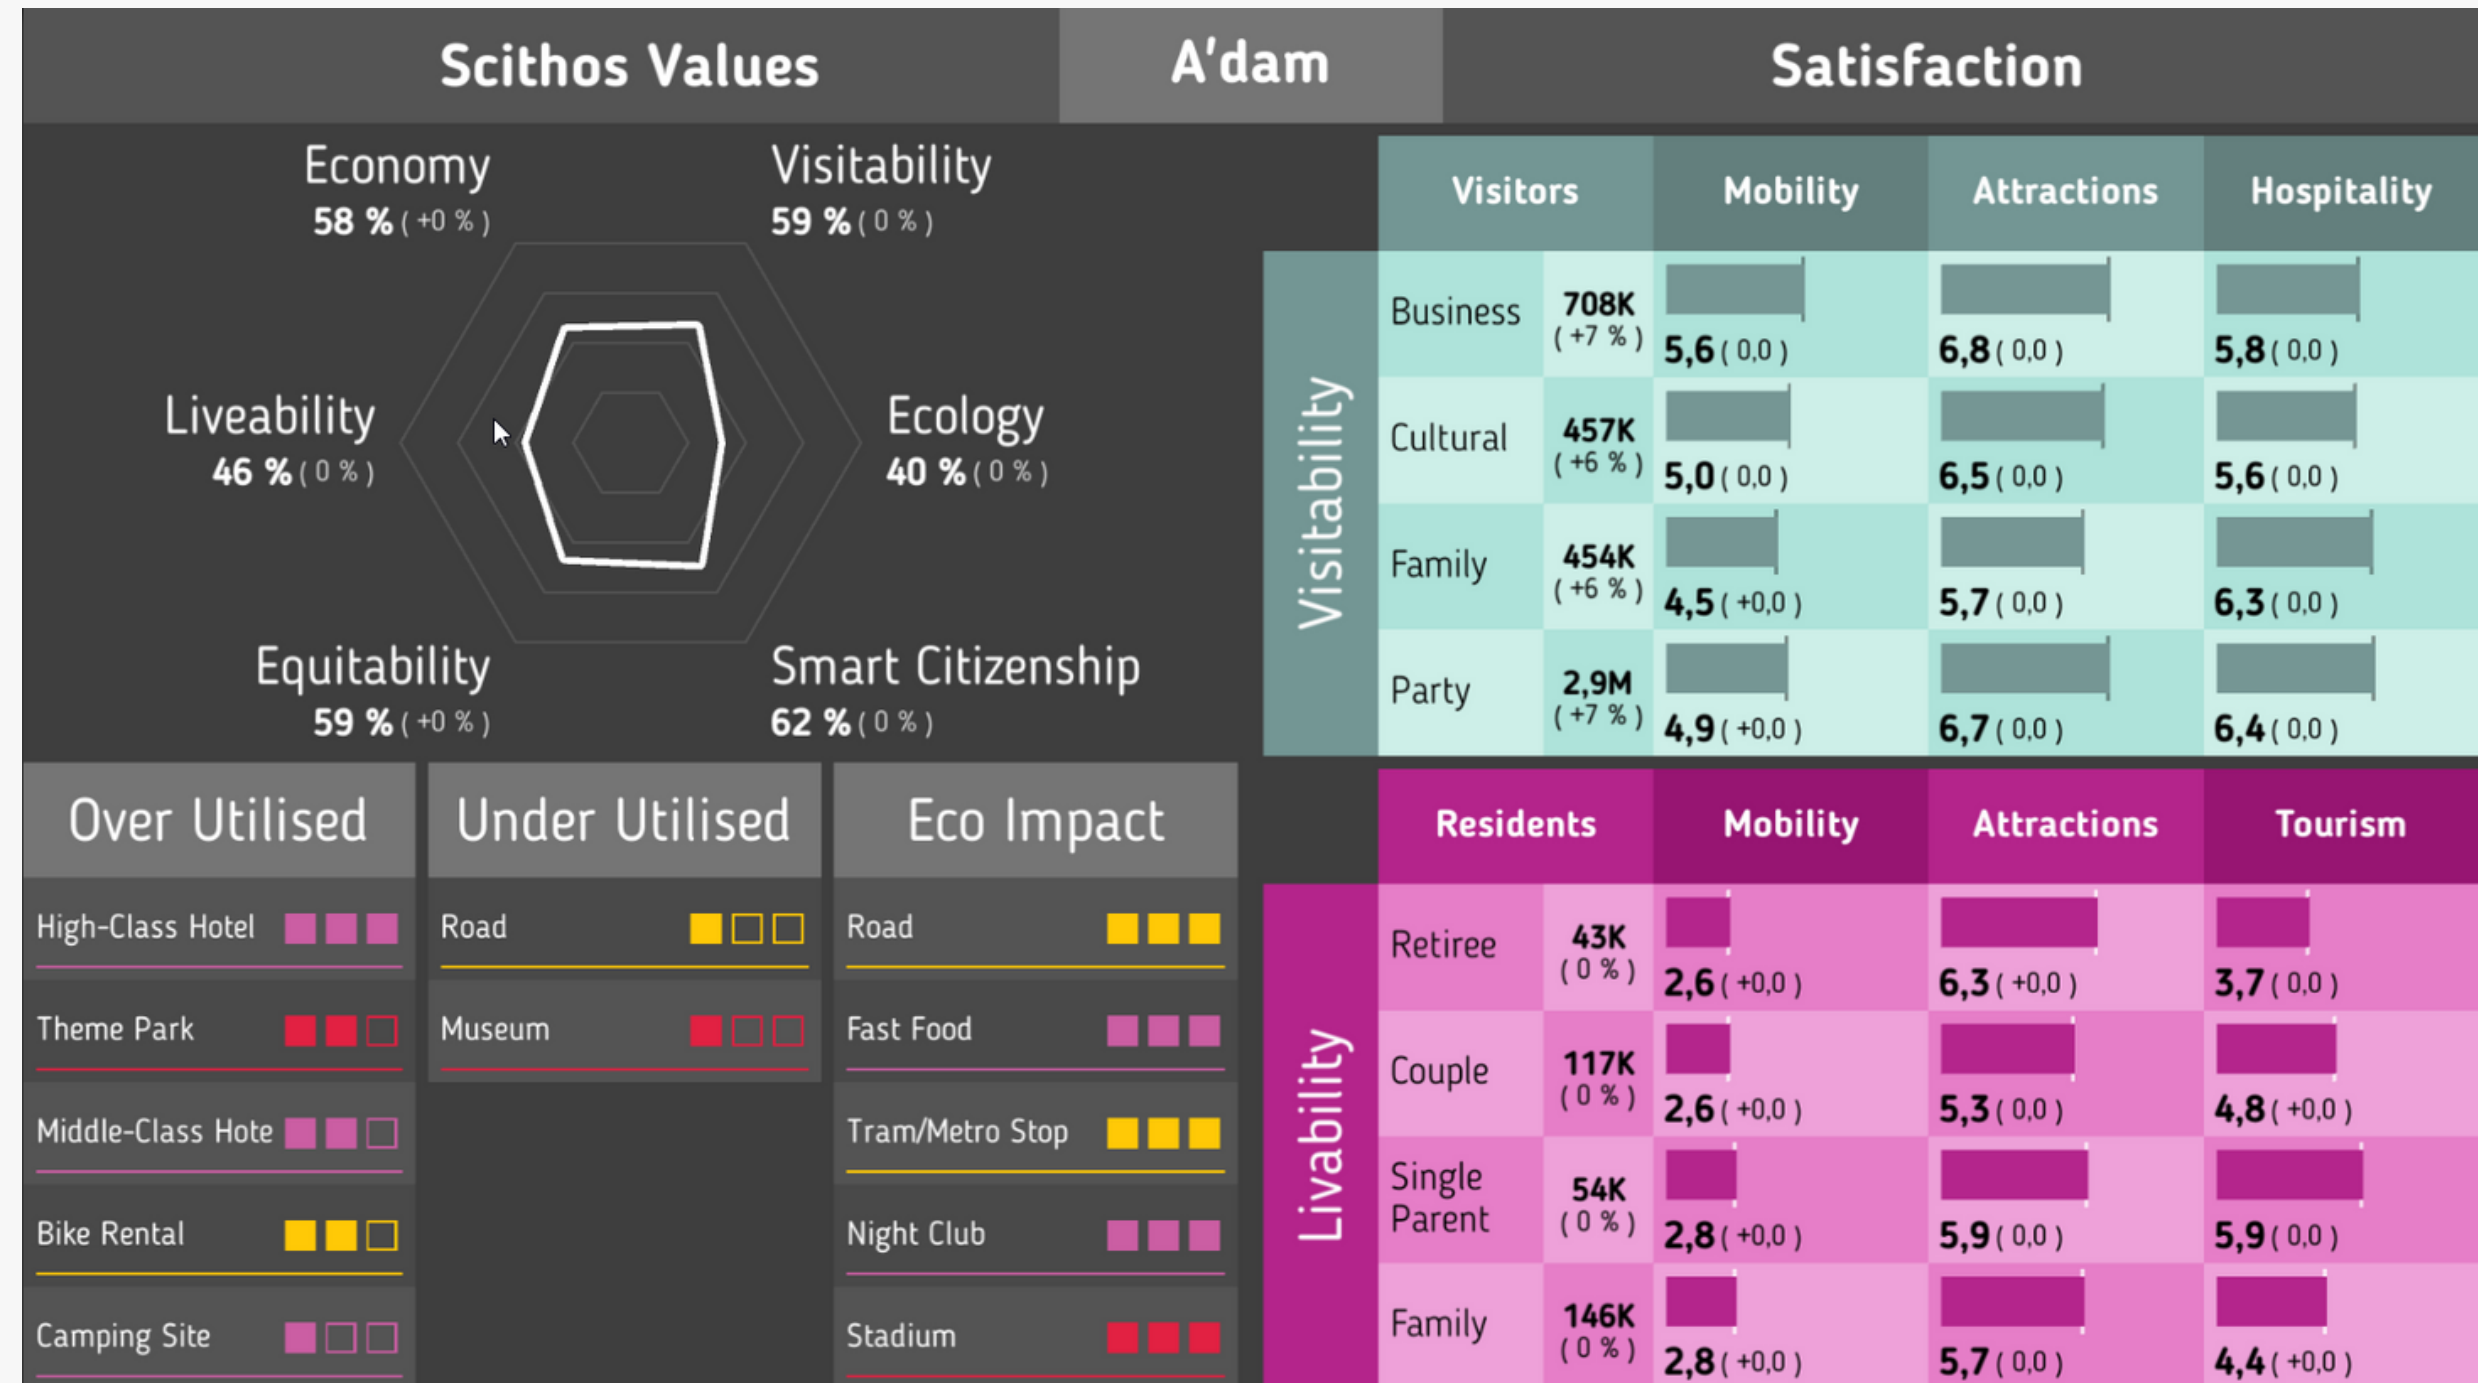 Scithos Values
A'dam
Satisfaction
Economy
58 % ( +0 % )
Visitability
59 % ( 0 % )
Liveability
46 % ( 0 % )
Ecology
40 % ( 0 % )
Equitability
59 % ( +0 % )
Smart Citizenship
62 % ( 0 % )
Over Utilised
High-Class Hotel
Theme Park
Middle-Class Hote
Bike Rental
Camping Site
Under Utilised
Road
Museum
Eco Impact
Road
Fast Food
Tram/Metro Stop
Night Club
Stadium
Visitability
Visitors Mobility Attractions Hospitality
Business 708K ( +7 % ) 5,6 ( 0,0 ) 6,8 ( 0,0 ) 5,8 ( 0,0 )
Cultural 457K ( +6 % ) 5,0 ( 0,0 ) 6,5 ( 0,0 ) 5,6 ( 0,0 )
Family 454K ( +6 % ) 4,5 ( +0,0 ) 5,7 ( 0,0 ) 6,3 ( 0,0 )
Party 2,9M ( +7 % ) 4,9 ( +0,0 ) 6,7 ( 0,0 ) 6,4 ( 0,0 )
Livability
Residents Mobility Attractions Tourism
Retiree 43K ( 0 % ) 2,6 ( +0,0 ) 6,3 ( +0,0 ) 3,7 ( 0,0 )
Couple 117K ( 0 % ) 2,6 ( +0,0 ) 5,3 ( 0,0 ) 4,8 ( +0,0 )
Single Parent 54K ( 0 % ) 2,8 ( +0,0 ) 5,9 ( 0,0 ) 5,9 ( 0,0 )
Family 146K ( 0 % ) 2,8 ( +0,0 ) 5,7 ( 0,0 ) 4,4 ( +0,0 )